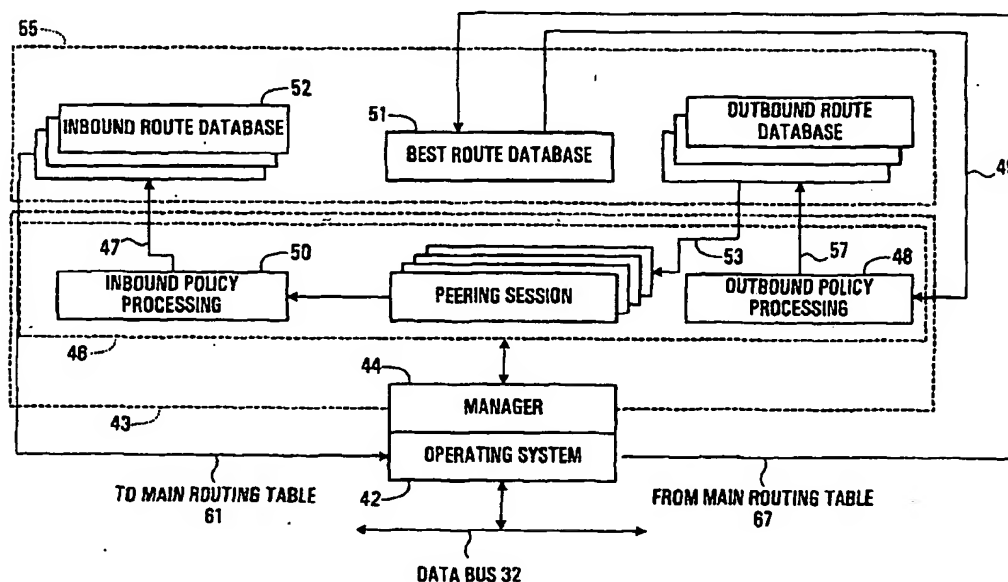 55
52
INBOUND ROUTE DATABASE
51
BEST ROUTE DATABASE
OUTBOUND ROUTE
DATABASE
49
47
50
INBOUND POLICY
PROCESSING
PEERING SESSION
53
57
48
OUTBOUND POLICY
PROCESSING
46
44
MANAGER
43
OPERATING SYSTEM
42
TO MAIN ROUTING TABLE
61
FROM MAIN ROUTING TABLE
67
DATA BUS 32